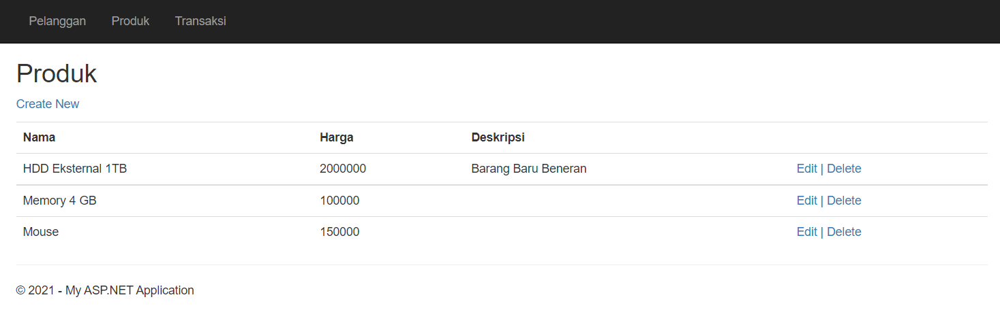 Pelanggan Produk Transaksi
Produk
Create New
Nama Harga Deskripsi
HDD Eksternal 1TB 2000000 Barang Baru Beneran Edit | Delete
Memory 4 GB 100000 Edit | Delete
Mouse 150000 Edit | Delete
© 2021 - My ASP.NET Application